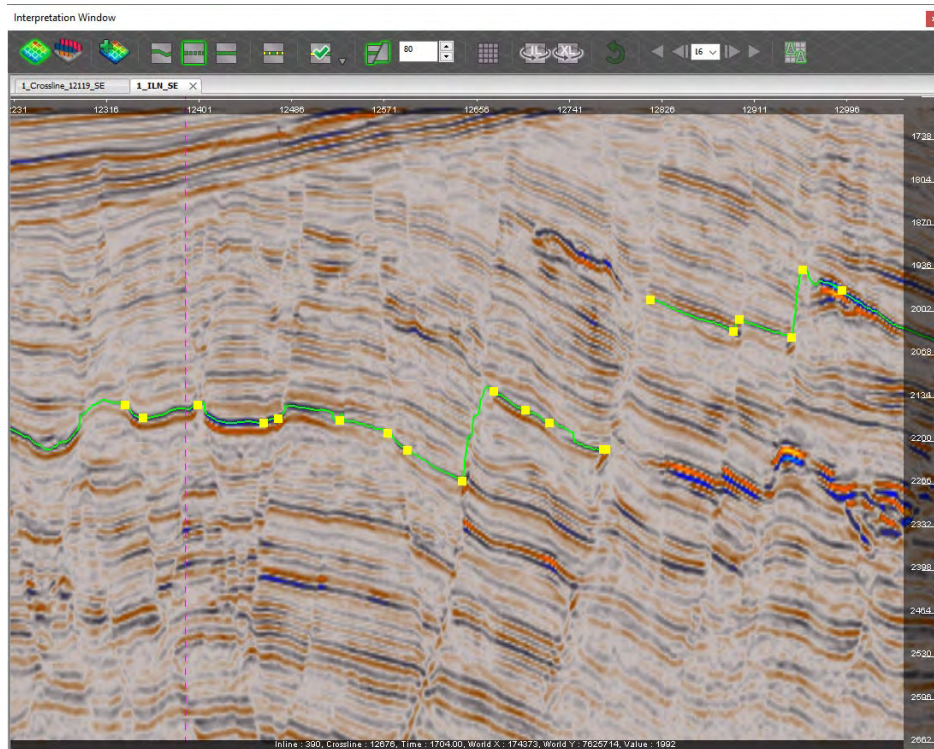 Interpretation Window
80
JL
XL
16
1_Crossline_12119_SE
1_ILN_SE
231 12316 12401 12486 12571 12656 12741 12826 12911 12996
1738
1804
1870
1936
2002
2068
2134
2200
2266
2332
2398
2464
2530
2596
2662
Inline : 390, Crossline : 12676, Time : 1704.00, World X : 174373, World Y : 7625714, Value : 1992